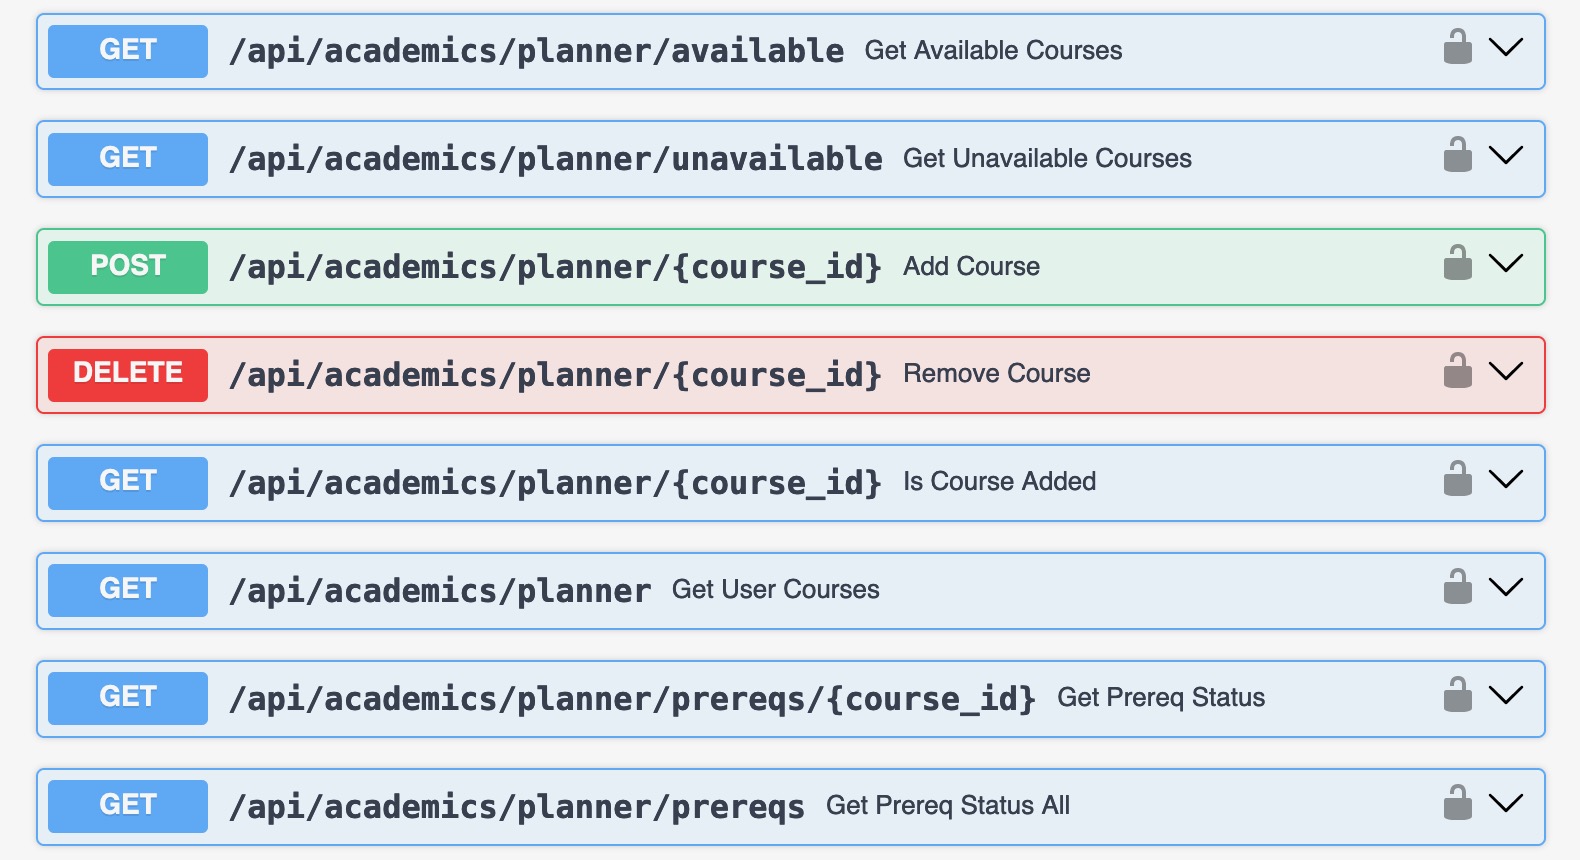 GET /api/academics/planner/available Get Available Courses
GET /api/academics/planner/unavailable Get Unavailable Courses
POST /api/academics/planner/{course_id} Add Course
DELETE /api/academics/planner/{course_id} Remove Course
GET /api/academics/planner/{course_id} Is Course Added
GET /api/academics/planner Get User Courses
GET /api/academics/planner/prereqs/{course_id} Get Prereq Status
GET /api/academics/planner/prereqs Get Prereq Status All